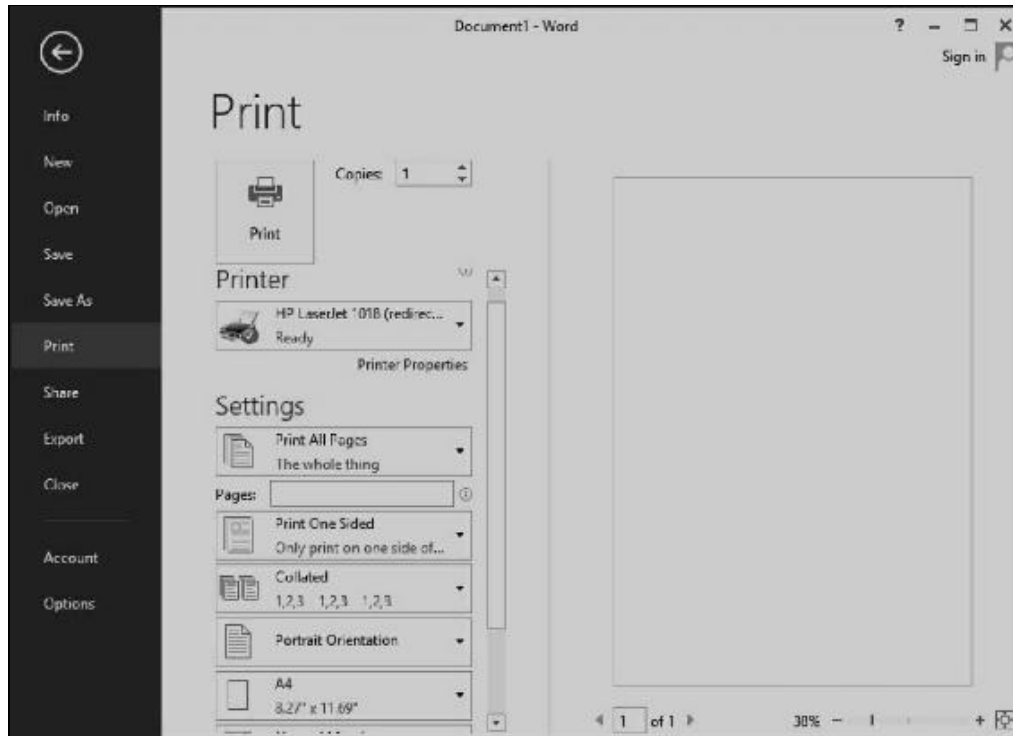 Document1 - Word
?
Sign in
Info
New
Open
Save
Save As
Print
Share
Export
Close
Account
Options
Print
Copies: 1
Print
Printer
HP LaserJet 1018 (redirec...
Ready
Printer Properties
Settings
Print All Pages
The whole thing
Pages:
Print One Sided
Only print on one side of...
Collated
1,2,3 1,2,3 1,2,3
Portrait Orientation
A4
8.27" x 11.69"
1 of 1
30%